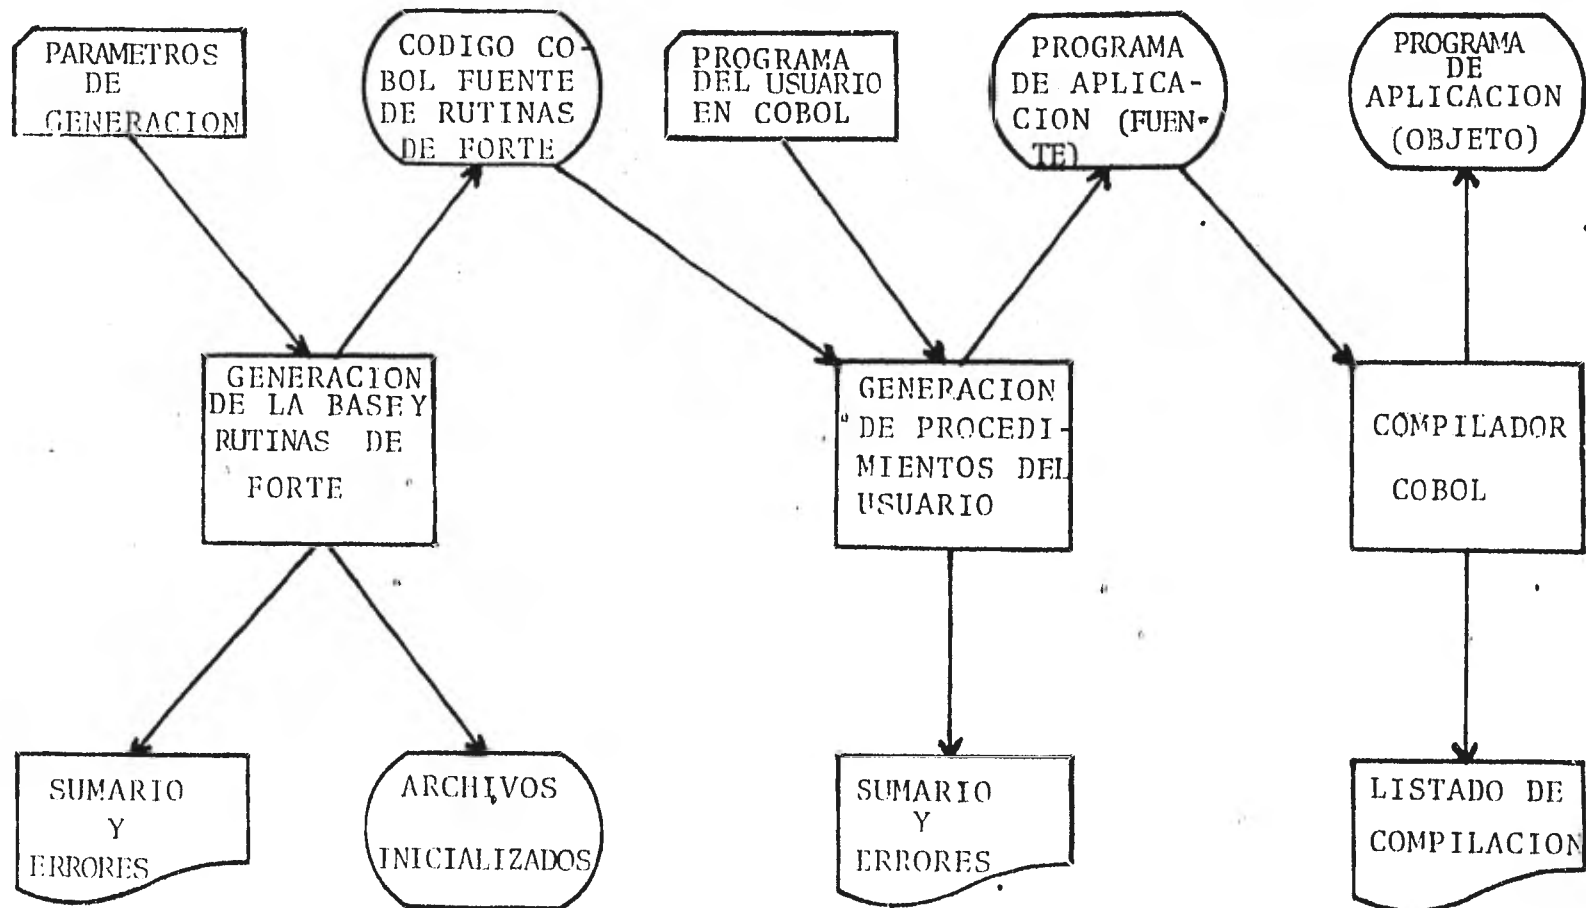 PARAMETROS
DE
GENERACION
CODIGO CO-
BOL FUENTE
DE RUTINAS
DE FORTE
PROGRAMA
DEL USUARIO
EN COBOL
PROGRAMA
DE APLICA-
CION (FUEN-
TE)
PROGRAMA
DE
APLICACION
(OBJETO)
GENERACION
DE LA BASE Y
RUTINAS DE
FORTE
GENERACION
DE PROCEDI-
MIENTOS DEL
USUARIO
COMPILADOR
COBOL
SUMARIO
Y
ERRORES
ARCHIVOS
INICIALIZADOS
SUMARIO
Y
ERRORES
LISTADO DE
COMPILACION